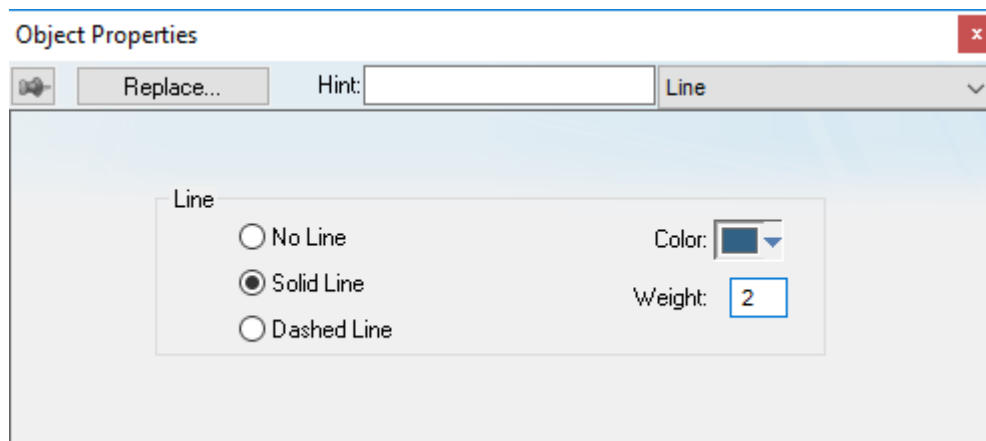 Object Properties
x
Replace... Hint: Line
Line
No Line
Color:
Solid Line
Weight: 2
Dashed Line